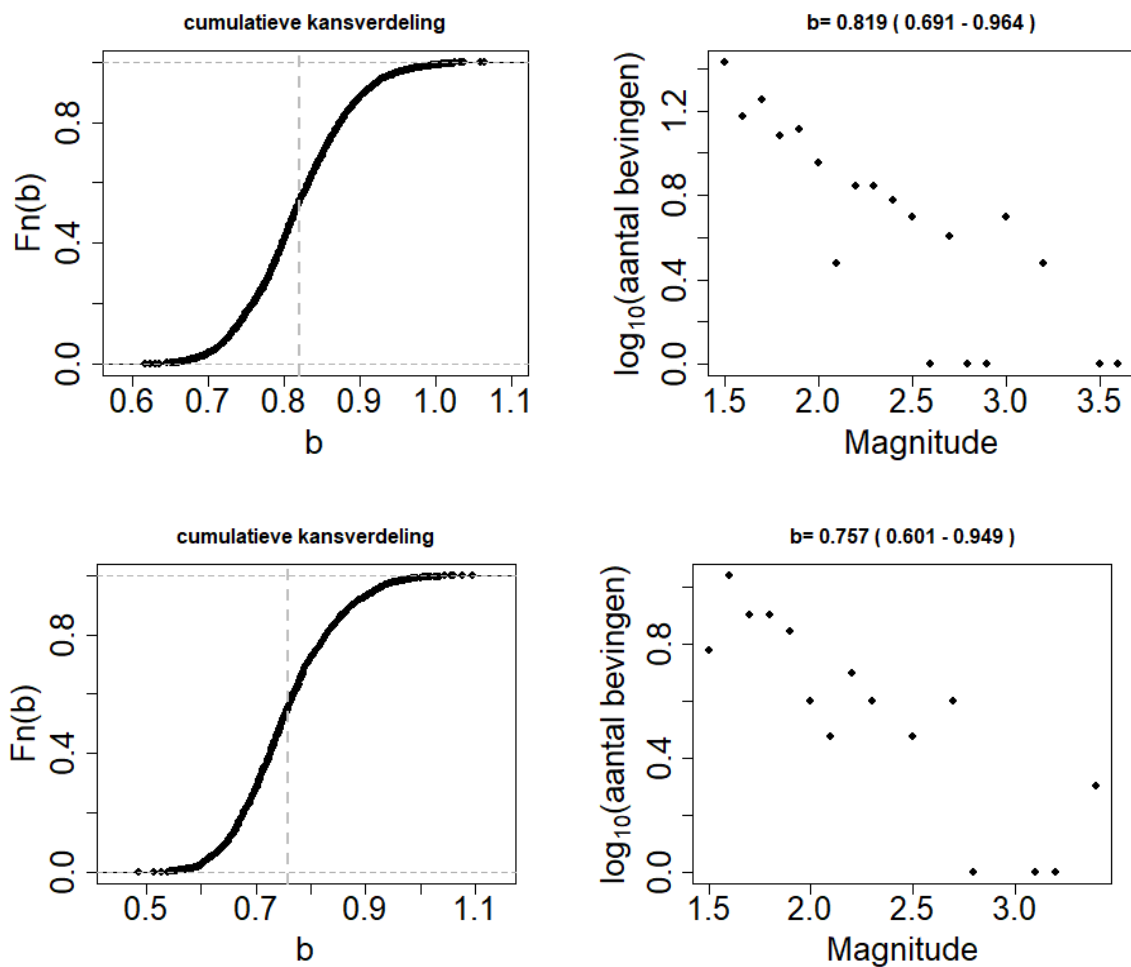 cumulatieve kansverdeling
Fn(b)
0.0 0.4 0.8
0.6 0.7 0.8 0.9 1.0 1.1
b
b= 0.819 ( 0.691 - 0.964 )
log10(aantal bevingen)
0.0 0.4 0.8 1.2
1.5 2.0 2.5 3.0 3.5
Magnitude
cumulatieve kansverdeling
Fn(b)
0.0 0.4 0.8
0.5 0.7 0.9 1.1
b
b= 0.757 ( 0.601 - 0.949 )
log10(aantal bevingen)
0.0 0.4 0.8
1.5 2.0 2.5 3.0
Magnitude